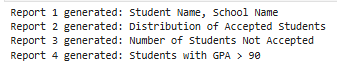 Report 1 generated: Student Name, School Name
Report 2 generated: Distribution of Accepted Students
Report 3 generated: Number of Students Not Accepted
Report 4 generated: Students with GPA > 90